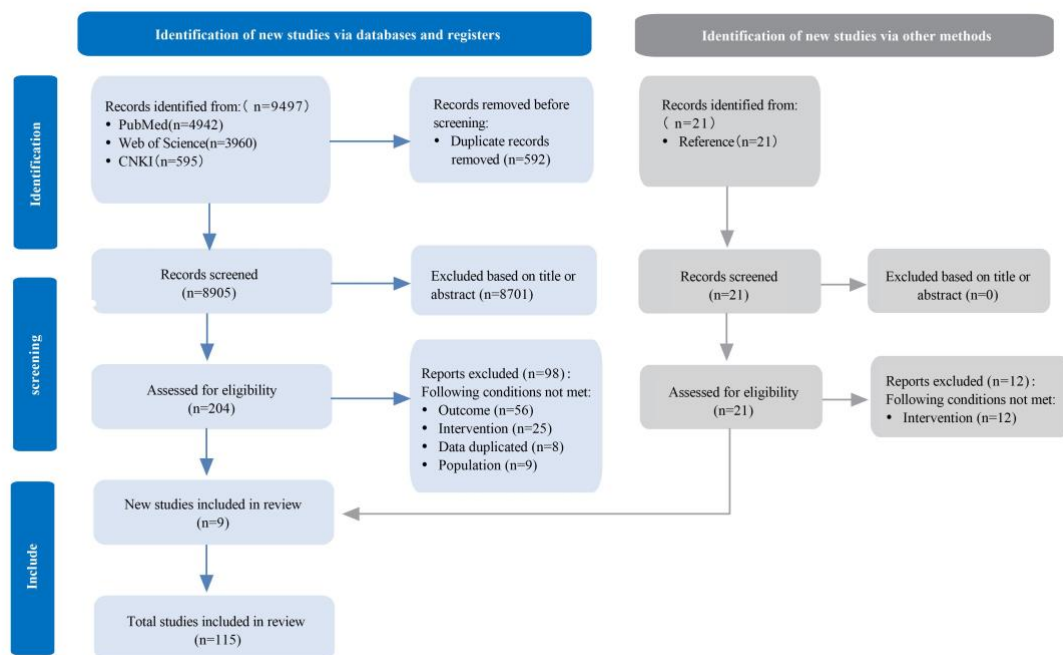 Identification of new studies via databases and registers
Identification of new studies via other methods
Identification
Records identified from:( n=9497)
• PubMed(n=4942)
• Web of Science(n=3960)
• CNKI(n=595)
Records removed before
screening:
• Duplicate records
removed (n=592)
Records identified from:
( n=21)
• Reference(n=21)
screening
Records screened
(n=8905)
Excluded based on title or
abstract (n=8701)
Records screened
(n=21)
Excluded based on title or
abstract(n=0)
Assessed for eligibility
(n=204)
Reports excluded (n=98):
Following conditions not met:
• Outcome (n=56)
• Intervention (n=25)
• Data duplicated (n=8)
• Population (n=9)
Assessed for eligibility
(n=21)
Reports excluded (n=12):
Following conditions not met:
• Intervention (n=12)
Include
New studies included in review
(n=9)
Total studies included in review
(n=115)